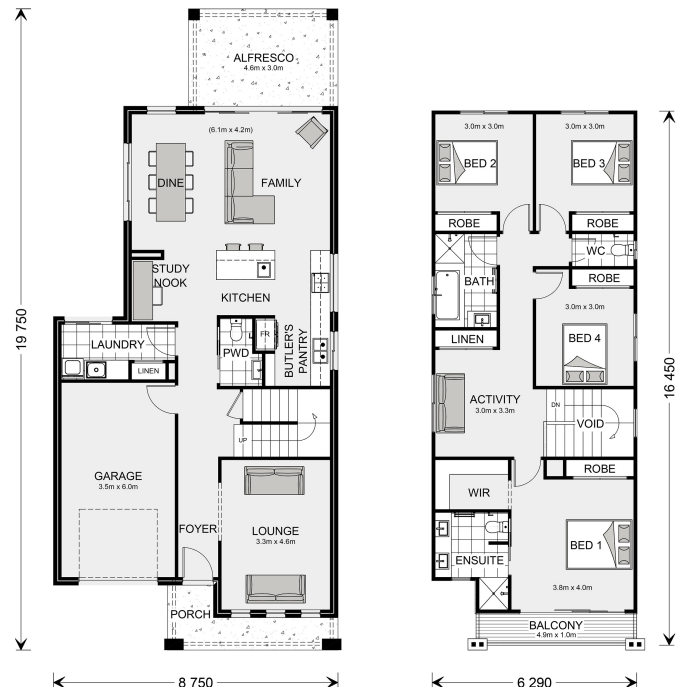 ALFRESCO
4.6m x 3.0m
(6.1m x 4.2m)
DINE
FAMILY
STUDY
NOOK
KITCHEN
LAUNDRY
LINEN
PWD
FR
BUTLER'S
PANTRY
UP
GARAGE
3.5m x 6.0m
FOYER
LOUNGE
3.3m x 4.6m
PORCH
19 750
8 750
3.0m x 3.0m
BED 2
3.0m x 3.0m
BED 3
ROBE
ROBE
WC
BATH
ROBE
3.0m x 3.0m
BED 4
LINEN
ACTIVITY
3.0m x 3.3m
DN
VOID
ROBE
WIR
BED 1
ENSUITE
3.8m x 4.0m
BALCONY
4.9m x 1.0m
16 450
6 290